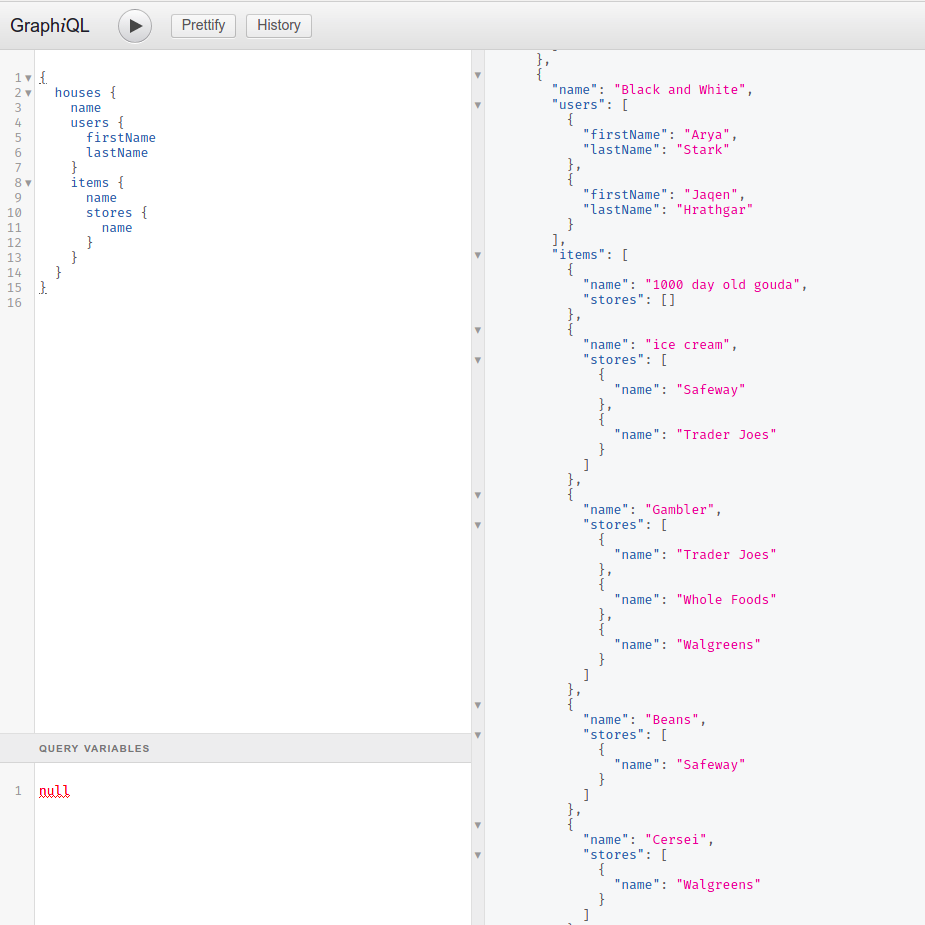 GraphiQL
Prettify
History
1 {
2 houses {
3 name
4 users {
5 firstName
6 lastName
7 }
8 items {
9 name
10 stores {
11 name
12 }
13 }
14 }
15 }
16
QUERY VARIABLES
1 null
},
{
"name": "Black and White",
"users": [
{
"firstName": "Arya",
"lastName": "Stark"
},
{
"firstName": "Jaqen",
"lastName": "Hrathgar"
}
],
"items": [
{
"name": "1000 day old gouda",
"stores": []
},
{
"name": "ice cream",
"stores": [
{
"name": "Safeway"
},
{
"name": "Trader Joes"
}
]
},
{
"name": "Gambler",
"stores": [
{
"name": "Trader Joes"
},
{
"name": "Whole Foods"
},
{
"name": "Walgreens"
}
]
},
{
"name": "Beans",
"stores": [
{
"name": "Safeway"
}
]
},
{
"name": "Cersei",
"stores": [
{
"name": "Walgreens"
}
]